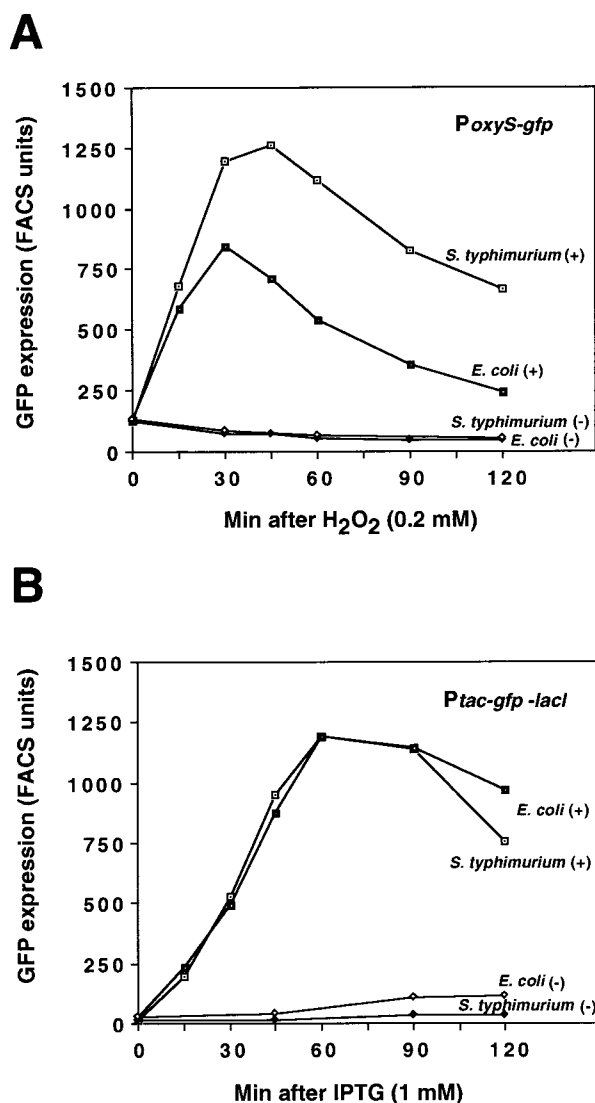 A
GFP expression (FACS units)
1500
1250
1000
750
500
250
0
PoxyS-gfp
S. typhimurium (+)
E. coli (+)
S. typhimurium (-)
E. coli (-)
0 30 60 90 120
Min after H₂O₂ (0.2 mM)
B
GFP expression (FACS units)
1500
1250
1000
750
500
250
0
Ptac-gfp -lacI
E. coli (+)
S. typhimurium (+)
E. coli (-)
S. typhimurium (-)
0 30 60 90 120
Min after IPTG (1 mM)